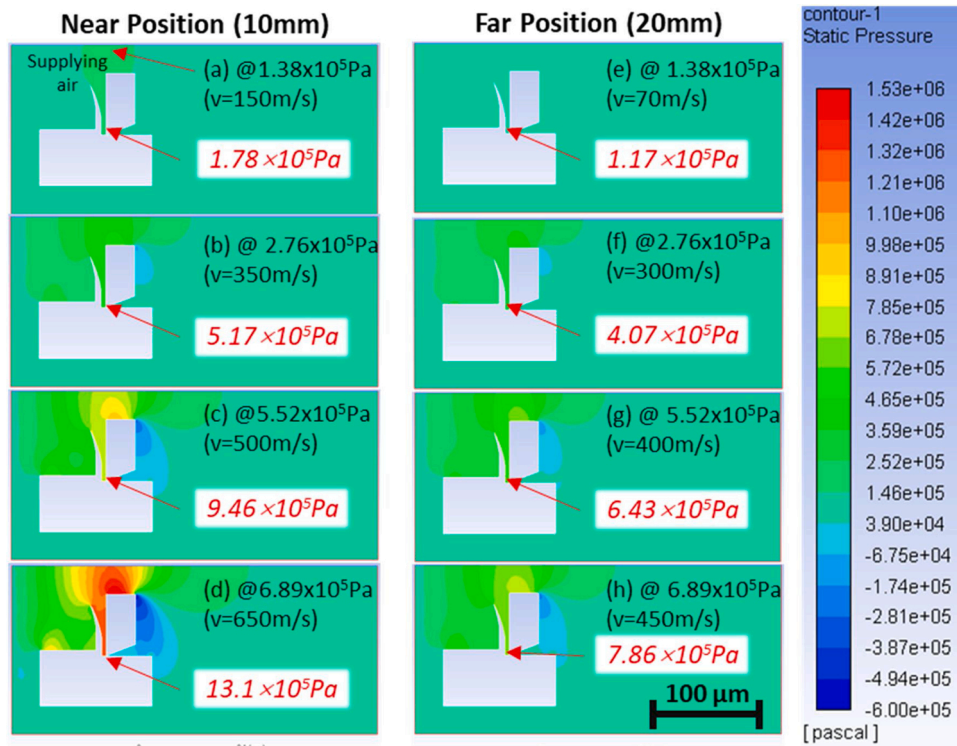 Near Position (10mm)
Supplying
air
(a) @1.38x10⁵Pa
(v=150m/s)
1.78 ×10⁵Pa
(b) @ 2.76x10⁵Pa
(v=350m/s)
5.17 ×10⁵Pa
(c) @5.52x10⁵Pa
(v=500m/s)
9.46 ×10⁵Pa
(d) @6.89x10⁵Pa
(v=650m/s)
13.1 ×10⁵Pa
Far Position (20mm)
(e) @ 1.38x10⁵Pa
(v=70m/s)
1.17 ×10⁵Pa
(f) @2.76x10⁵Pa
(v=300m/s)
4.07 ×10⁵Pa
(g) @ 5.52x10⁵Pa
(v=400m/s)
6.43 ×10⁵Pa
(h) @ 6.89x10⁵Pa
(v=450m/s)
7.86 ×10⁵Pa
100 μm
contour-1
Static Pressure
1.53e+06
1.42e+06
1.32e+06
1.21e+06
1.10e+06
9.98e+05
8.91e+05
7.85e+05
6.78e+05
5.72e+05
4.65e+05
3.59e+05
2.52e+05
1.46e+05
3.90e+04
-6.75e+04
-1.74e+05
-2.81e+05
-3.87e+05
-4.94e+05
-6.00e+05
[ pascal ]